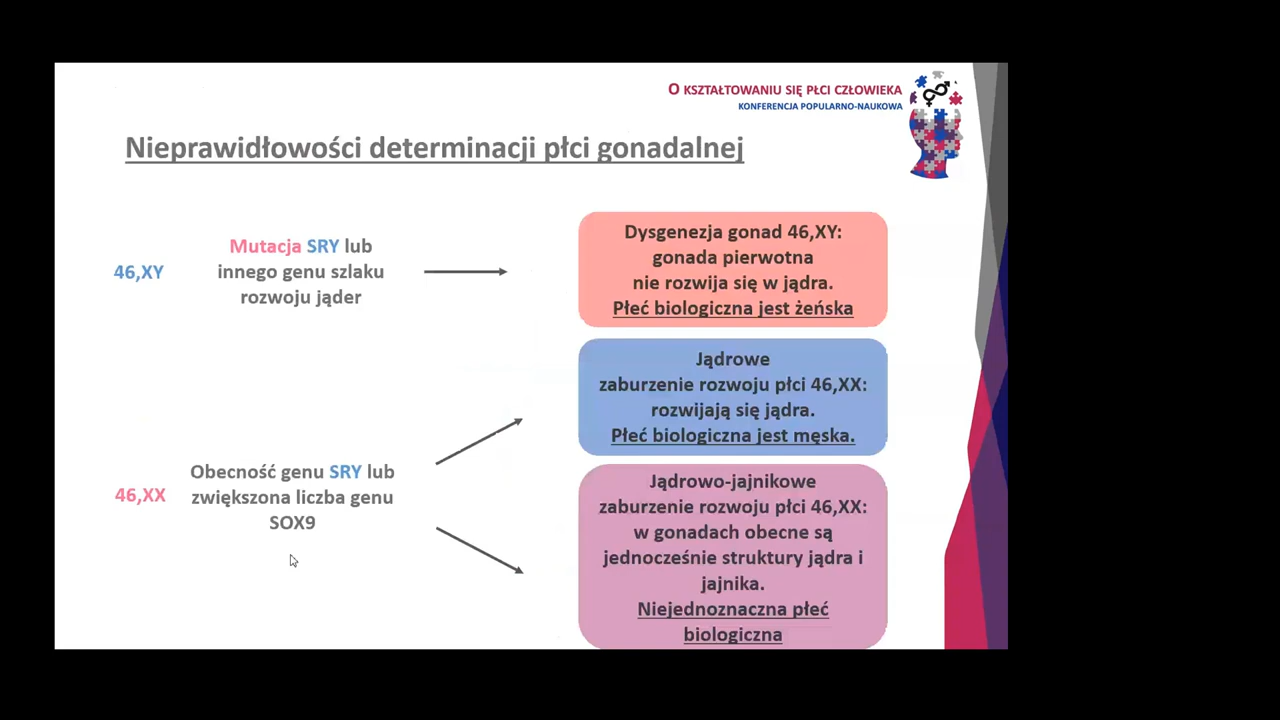 O KSZTAŁTOWANIU SIĘ PŁCI CZŁOWIEKA
KONFERENCJA POPULARNO-NAUKOWA
Nieprawidłowości determinacji płci gonadalnej
46,XY
Mutacja SRY lub
innego genu szlaku
rozwoju jąder
Dysgenezja gonad 46,XY:
gonada pierwotna
nie rozwija się w jądra.
Płeć biologiczna jest żeńska
46,XX
Obecność genu SRY lub
zwiększona liczba genu
SOX9
Jądrowe
zaburzenie rozwoju płci 46,XX:
rozwijają się jądra.
Płeć biologiczna jest męska.
Jądrowo-jajnikowe
zaburzenie rozwoju płci 46,XX:
w gonadach obecne są
jednocześnie struktury jądra i
jajnika.
Niejednoznaczna płeć
biologiczna